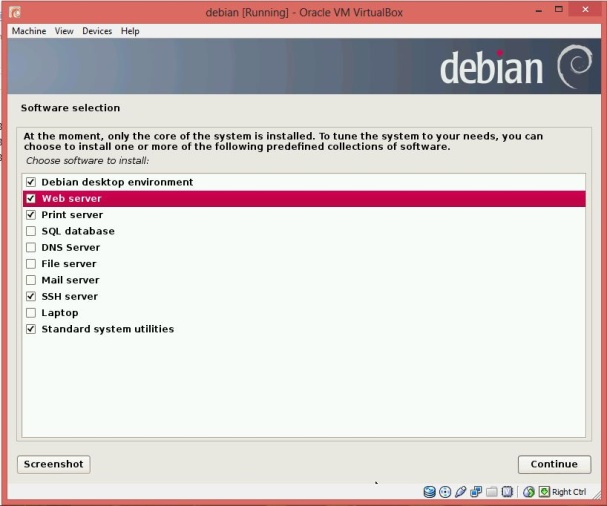 debian [Running] - Oracle VM VirtualBox
Machine View Devices Help
debian
Software selection
At the moment, only the core of the system is installed. To tune the system to your needs, you can
choose to install one or more of the following predefined collections of software.
Choose software to install:
Debian desktop environment
Web server
Print server
SQL database
DNS Server
File server
Mail server
SSH server
Laptop
Standard system utilities
Screenshot Continue
Right Ctrl